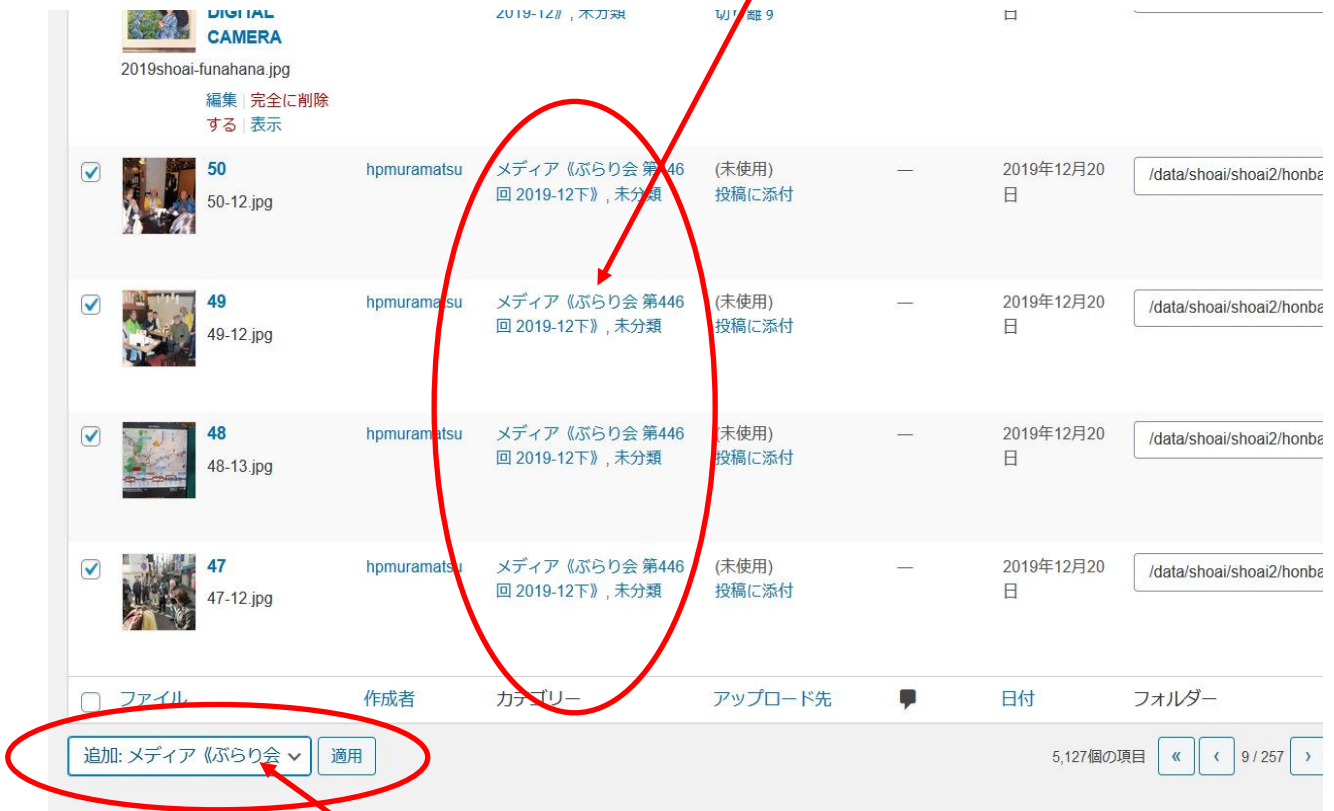 DIGITAL
CAMERA
2019-12》, 未分類
切り離す
日
2019shoai-funahana.jpg
編集 | 完全に削除
する | 表示
50
50-12.jpg
hpmuramatsu
メディア《ぶらり会 第446
回 2019-12下》, 未分類
(未使用)
投稿に添付
—
2019年12月20
日
/data/shoai/shoai2/honba
49
49-12.jpg
hpmuramatsu
メディア《ぶらり会 第446
回 2019-12下》, 未分類
(未使用)
投稿に添付
—
2019年12月20
日
/data/shoai/shoai2/honba
48
48-13.jpg
hpmuramatsu
メディア《ぶらり会 第446
回 2019-12下》, 未分類
(未使用)
投稿に添付
—
2019年12月20
日
/data/shoai/shoai2/honba
47
47-12.jpg
hpmuramatsu
メディア《ぶらり会 第446
回 2019-12下》, 未分類
(未使用)
投稿に添付
—
2019年12月20
日
/data/shoai/shoai2/honba
ファイル 作成者 カテゴリー アップロード先 日付 フォルダー
追加: メディア《ぶらり会 適用 5,127個の項目 « ‹ 9 / 257 ›